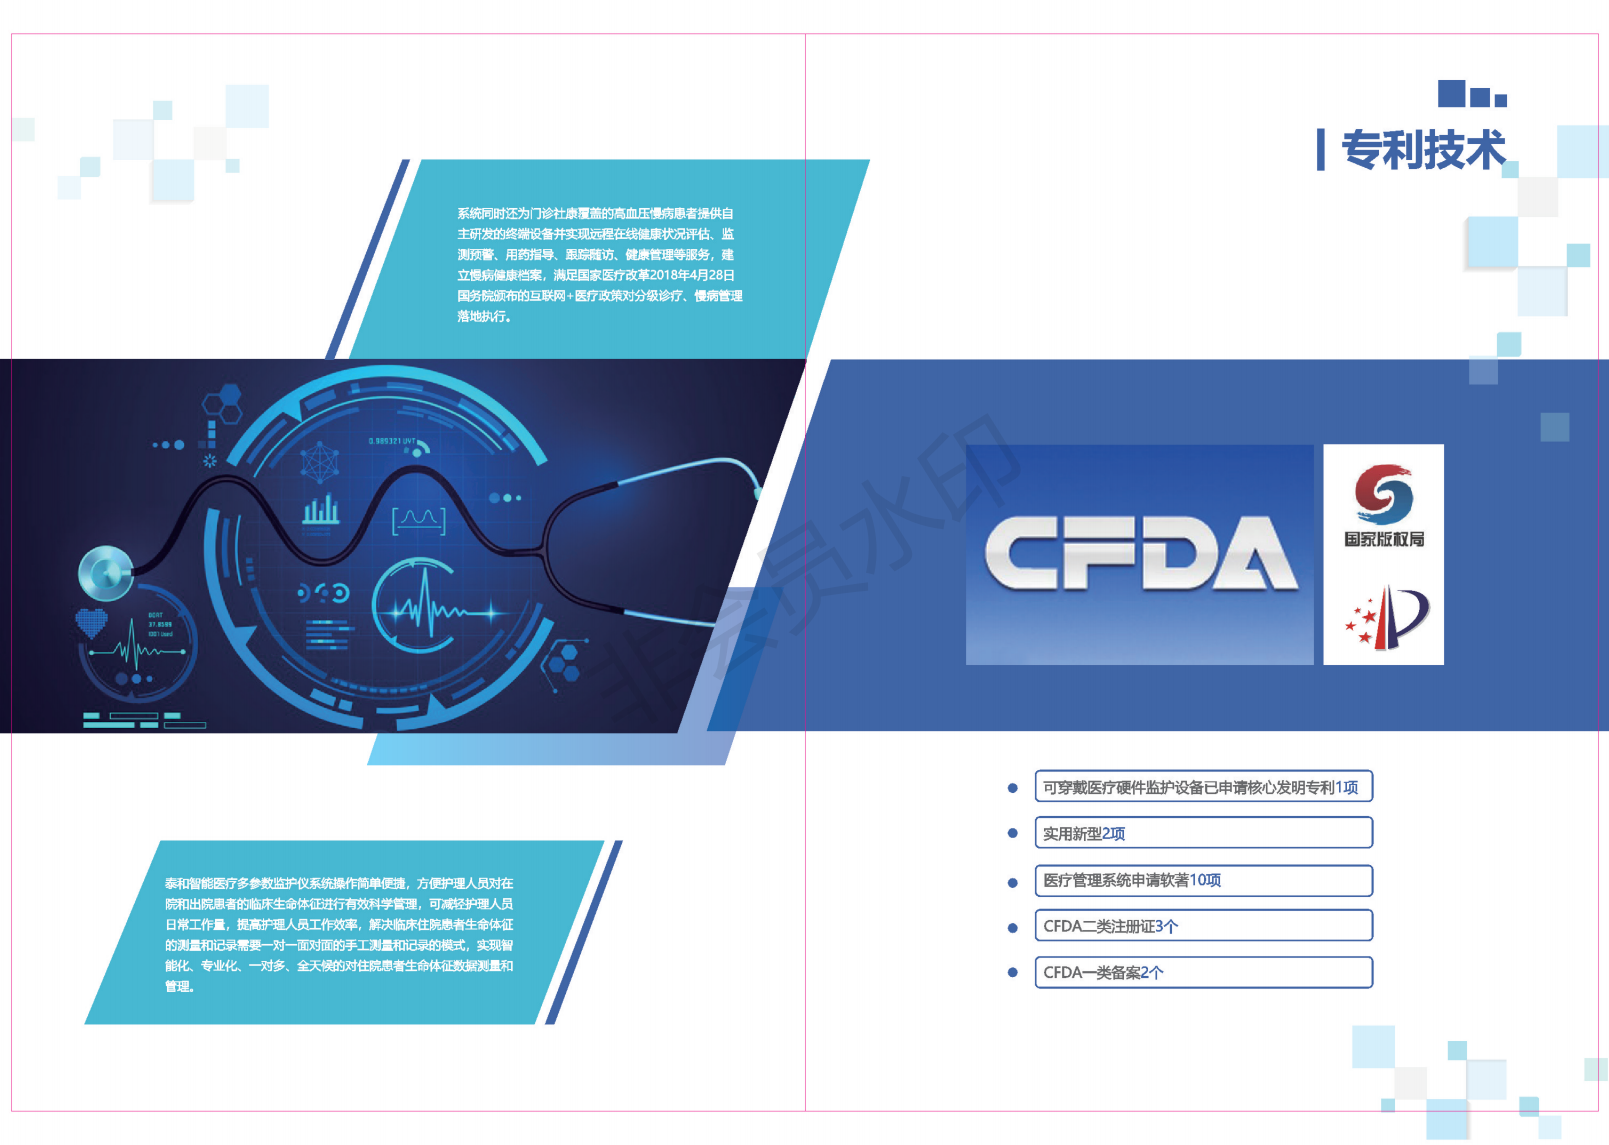 系统同时还为门诊社康覆盖的高血压慢病患者提供自
主研发的终端设备并实现远程在线健康状况评估、监
测预警、用药指导、跟踪随访、健康管理等服务，建
立慢病健康档案，满足国家医疗改革2018年4月28日
国务院颁布的互联网+医疗政策对分级诊疗、慢病管理
落地执行。
0.989321 UVT
泰和智能医疗多参数监护仪系统操作简单便捷，方便护理人员对在
院和出院患者的临床生命体征进行有效科学管理，可减轻护理人员
日常工作量，提高护理人员工作效率，解决临床住院患者生命体征
的测量和记录需要一对一面对面的手工测量和记录的模式，实现智
能化、专业化、一对多、全天候的对住院患者生命体征数据测量和
管理。
专利技术
CFDA
国家版权局
非会员水印
可穿戴医疗硬件监护设备已申请核心发明专利1项
实用新型2项
医疗管理系统申请软著10项
CFDA二类注册证3个
CFDA一类备案2个